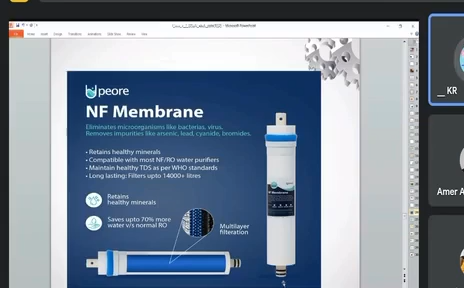 peore
NF Membrane
Eliminates microorganisms like bacterias, virus.
Removes impurities like arsenic, lead, cyanide, bromides.
• Retains healthy minerals
• Compatible with most NF/RO water purifiers
• Maintain healthy TDS as per WHO standards
• Long lasting: Filters upto 14000+ litres
Retains
healthy minerals
Saves upto 70% more
water v/s normal RO
Multilayer
filteration
NF Membrane
KR
Amer A